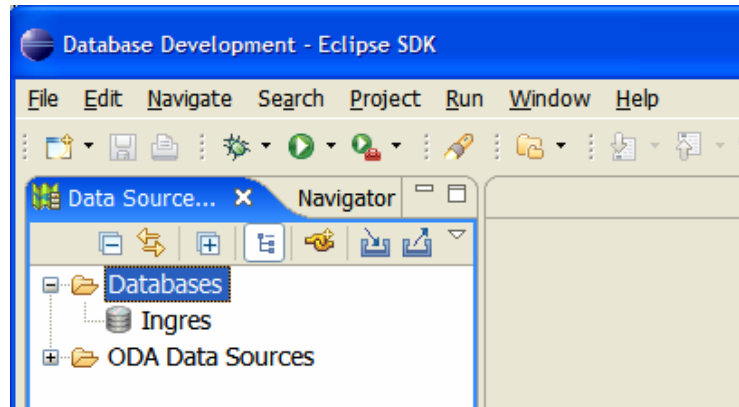 Database Development - Eclipse SDK
File Edit Navigate Search Project Run Window Help
Data Source... Navigator
Databases
Ingres
ODA Data Sources